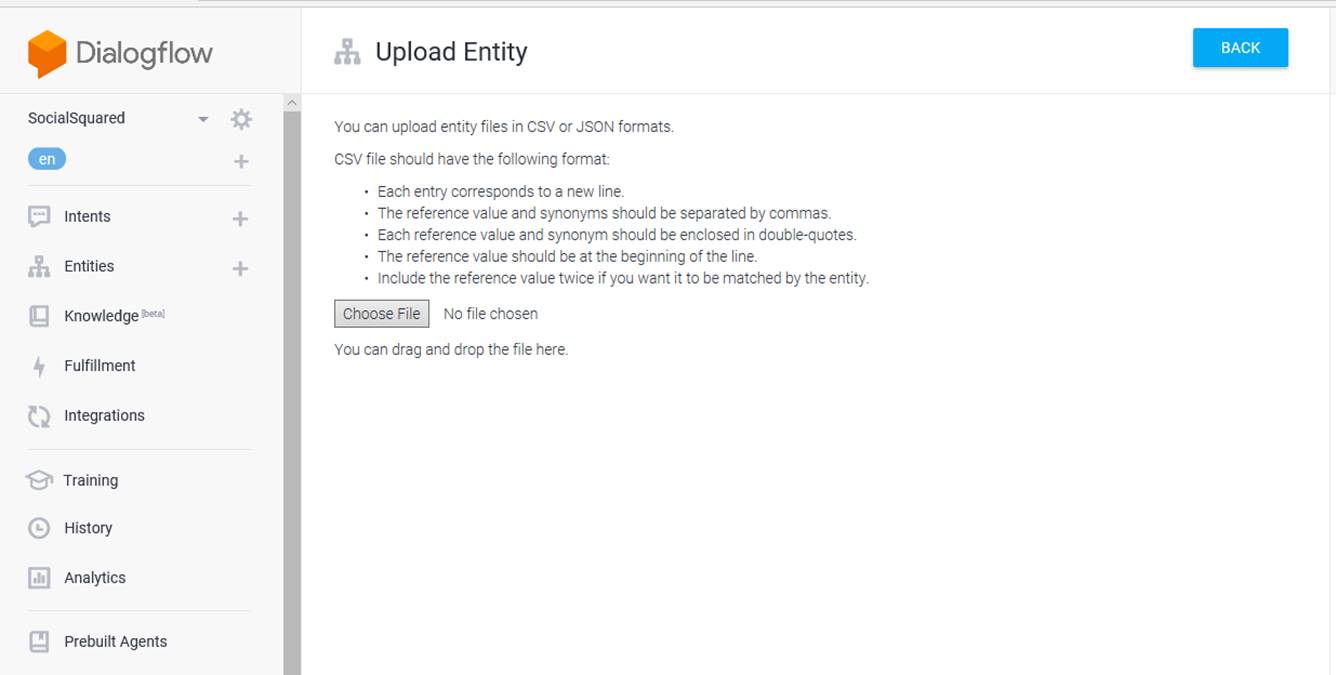 Dialogflow
SocialSquared
en
Intents
Entities
Knowledge [beta]
Fulfillment
Integrations
Training
History
Analytics
Prebuilt Agents
Upload Entity
BACK
You can upload entity files in CSV or JSON formats.
CSV file should have the following format:
• Each entry corresponds to a new line.
• The reference value and synonyms should be separated by commas.
• Each reference value and synonym should be enclosed in double-quotes.
• The reference value should be at the beginning of the line.
• Include the reference value twice if you want it to be matched by the entity.
Choose File No file chosen
You can drag and drop the file here.